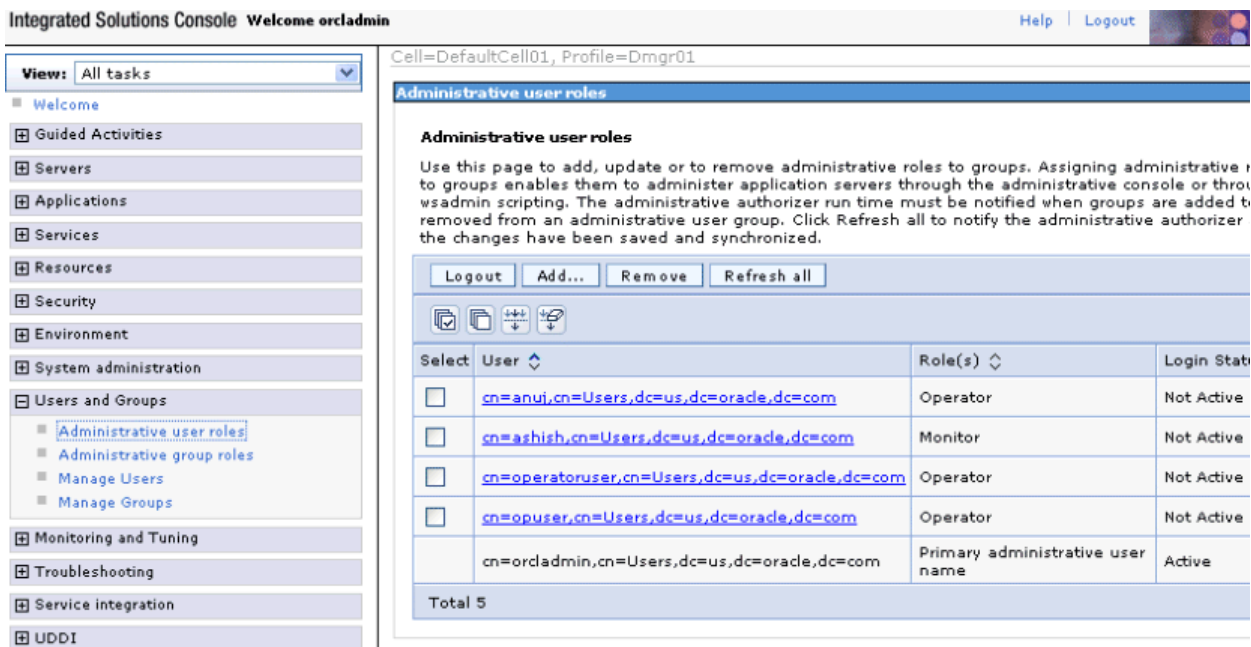 Integrated Solutions Console Welcome orcladmin
Help | Logout
View: All tasks
Welcome
Guided Activities
Servers
Applications
Services
Resources
Security
Environment
System administration
Users and Groups
Administrative user roles
Administrative group roles
Manage Users
Manage Groups
Monitoring and Tuning
Troubleshooting
Service integration
UDDI
Cell=DefaultCell01, Profile=Dmgr01
Administrative user roles
Administrative user roles
Use this page to add, update or to remove administrative roles to groups. Assigning administrative
to groups enables them to administer application servers through the administrative console or
wsadmin scripting. The administrative authorizer run time must be notified when groups are added
removed from an administrative user group. Click Refresh all to notify the administrative authorizer
the changes have been saved and synchronized.
Logout Add... Remove Refresh all
Select User Role(s) Login
cn=anuj,cn=Users,dc=us,dc=oracle,dc=com Operator Not Active
cn=ashish,cn=Users,dc=us,dc=oracle,dc=com Monitor Not Active
cn=operatoruser,cn=Users,dc=us,dc=oracle,dc=com Operator Not Active
cn=opuser,cn=Users,dc=us,dc=oracle,dc=com Operator Not Active
cn=orcladmin,cn=Users,dc=us,dc=oracle,dc=com Primary administrative user
name Active
Total 5